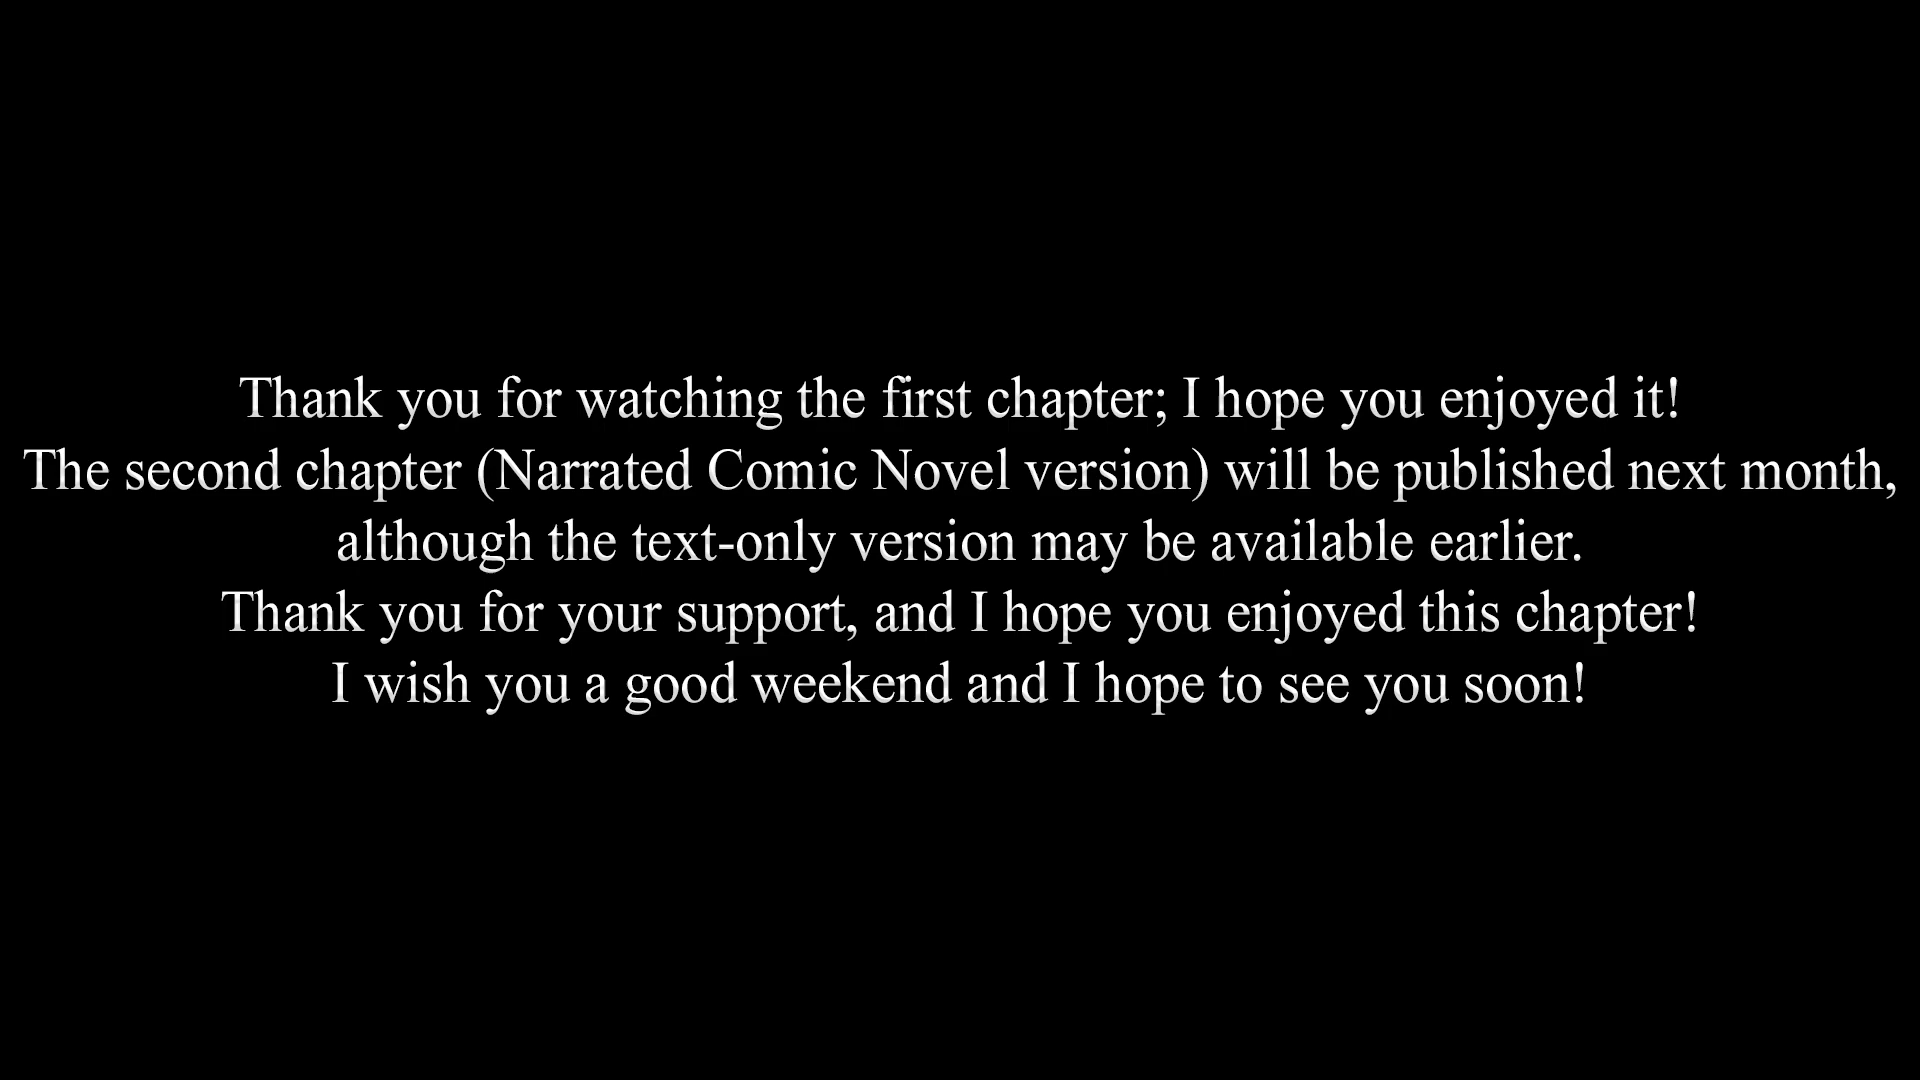 Thank you for watching the first chapter; I hope you enjoyed it!
The second chapter (Narrated Comic Novel version) will be published next month,
although the text-only version may be available earlier.
Thank you for your support, and I hope you enjoyed this chapter!
I wish you a good weekend and I hope to see you soon!